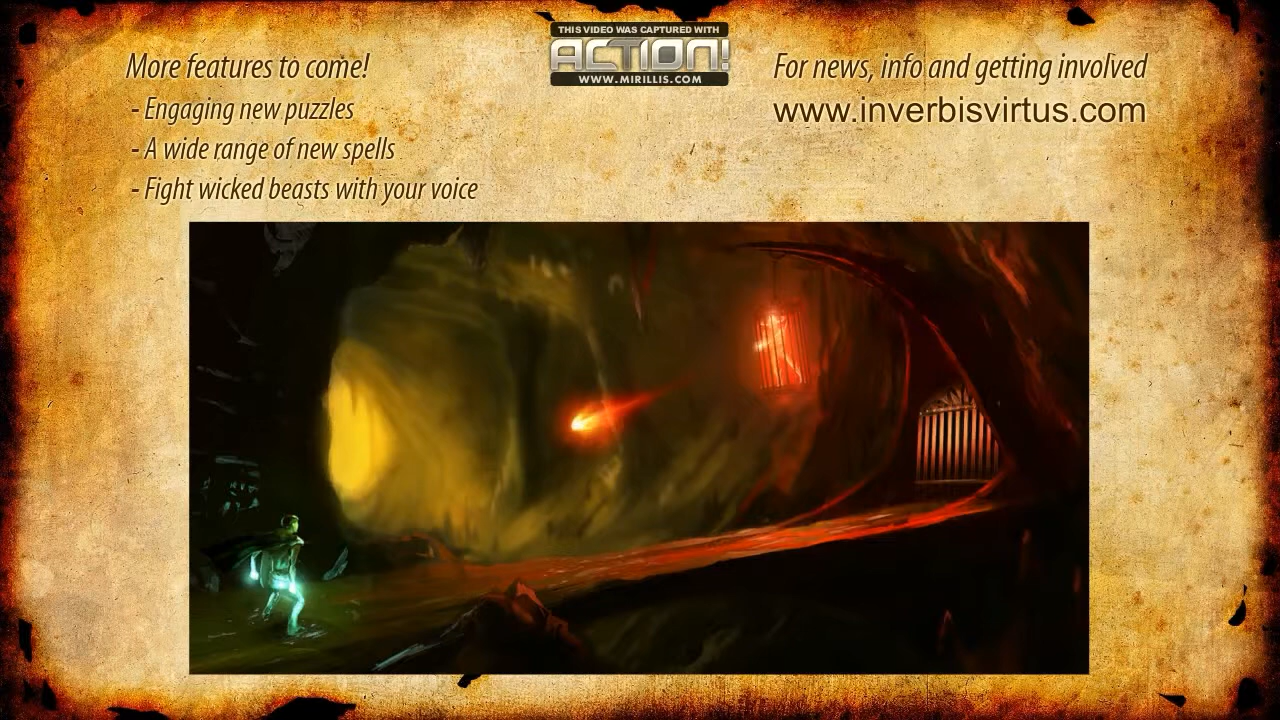 THIS VIDEO WAS CAPTURED WITH
ACTION!
WWW.MIRILLIS.COM
More features to come!
- Engaging new puzzles
- A wide range of new spells
- Fight wicked beasts with your voice
For news, info and getting involved
www.inverbisvirtus.com